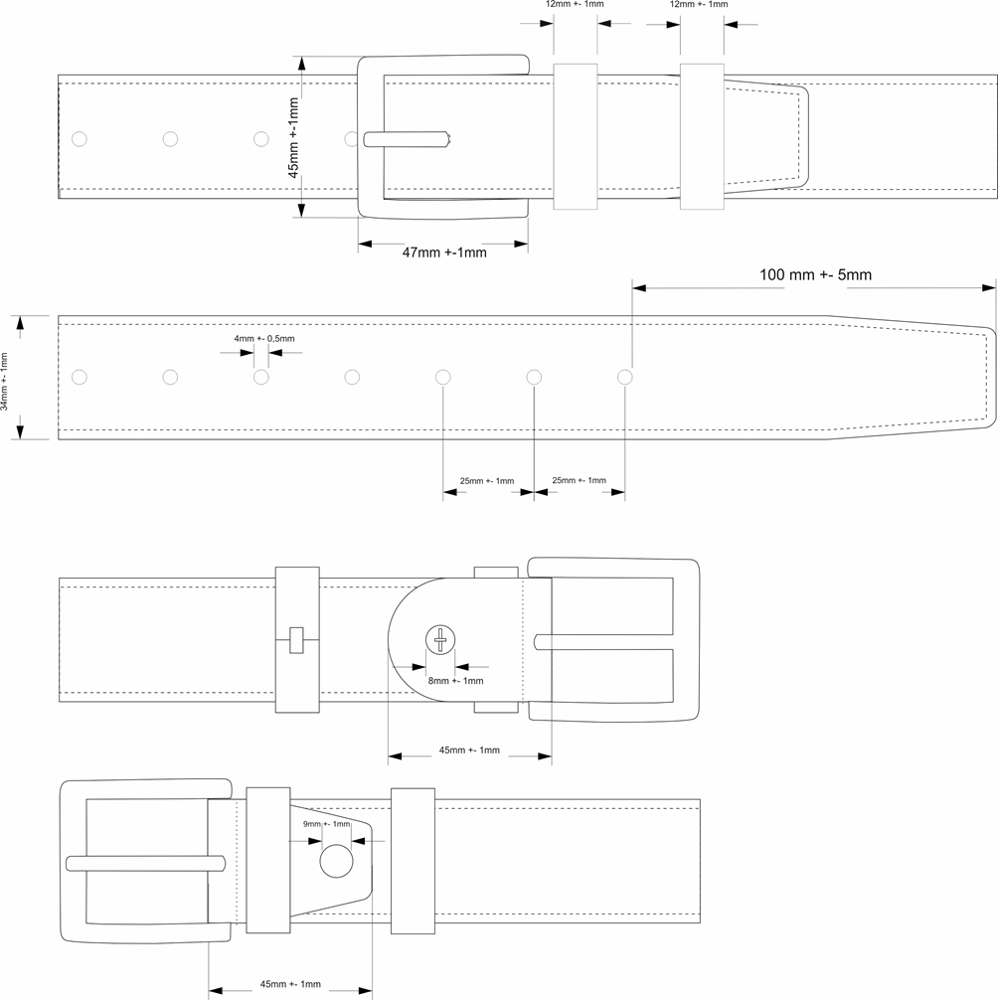 12mm +- 1mm
12mm +- 1mm
45mm +-1mm
47mm +-1mm
100 mm +- 5mm
4mm +- 0,5mm
34mm +- 1mm
25mm +- 1mm
25mm +- 1mm
8mm +- 1mm
45mm +- 1mm
9mm +- 1mm
45mm +- 1mm